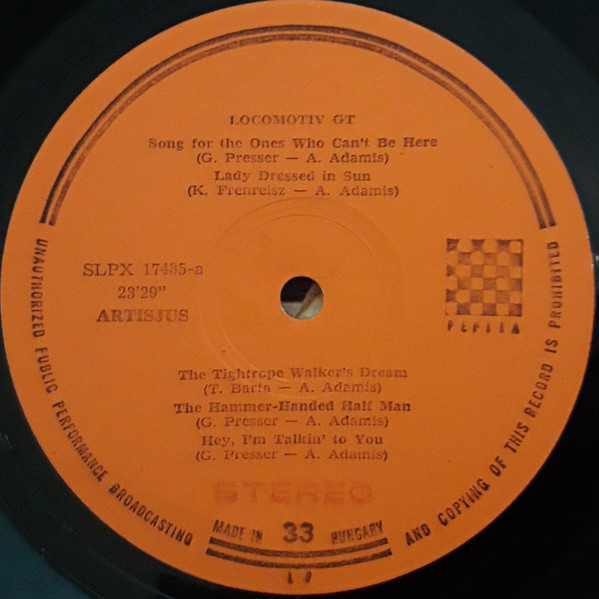 LOCOMOTIV GT
Song for the Ones Who Can't Be Here
(G. Presser — A. Adamis)
Lady Dressed in Sun
(K. Frenreisz — A. Adamis)
SLPX 17435-a
23'29"
ARTISJUS
PEPITA
The Tightrope Walker's Dream
(T. Barta — A. Adamis)
The Hammer-Handed Half Man
(G. Presser — A. Adamis)
Hey, I'm Talkin' to You
(G. Presser — A. Adamis)
STEREO
UNAUTHORIZED PUBLIC PERFORMANCE BROADCASTING
MADE IN 33 HUNGARY
AND COPYING OF THIS RECORD IS PROHIBITED